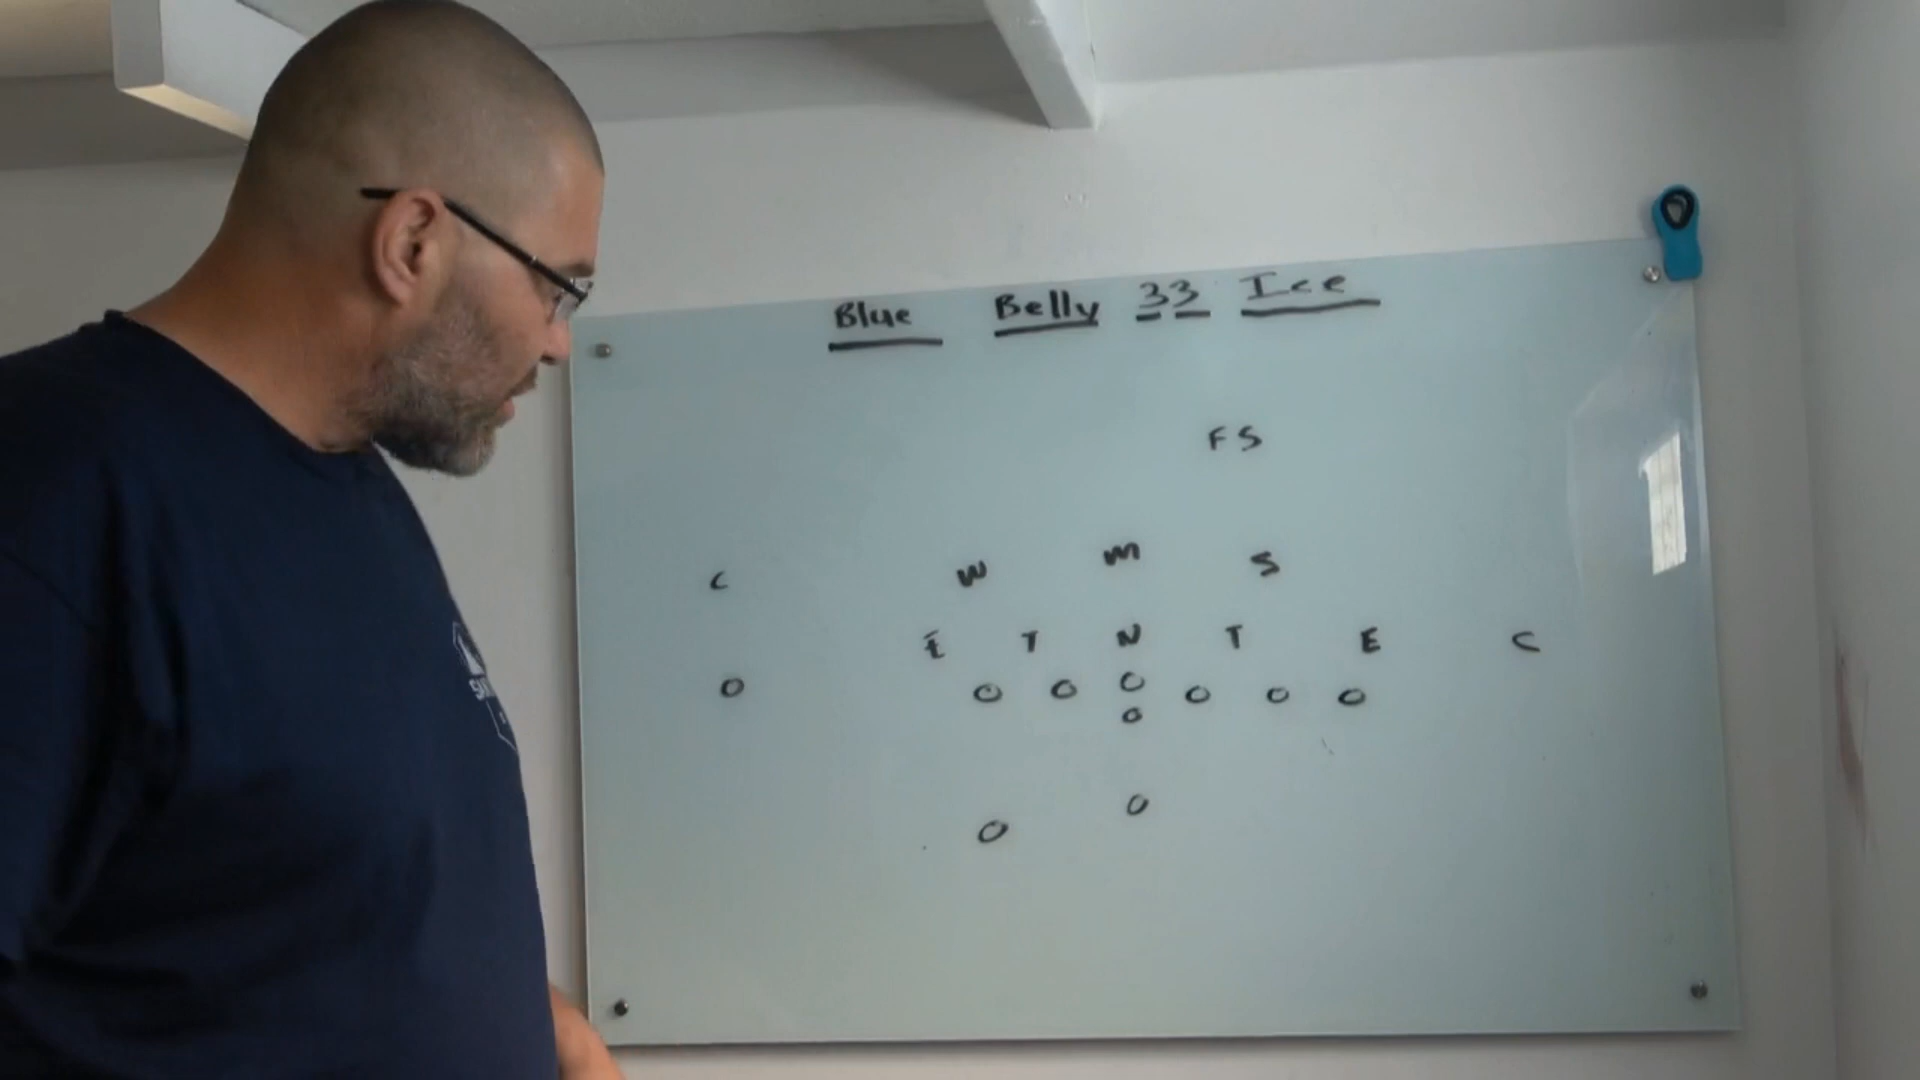 Blue Belly 33 Ice
FS
C W M S
E T N T E C
O O O O O O O
O
O
O